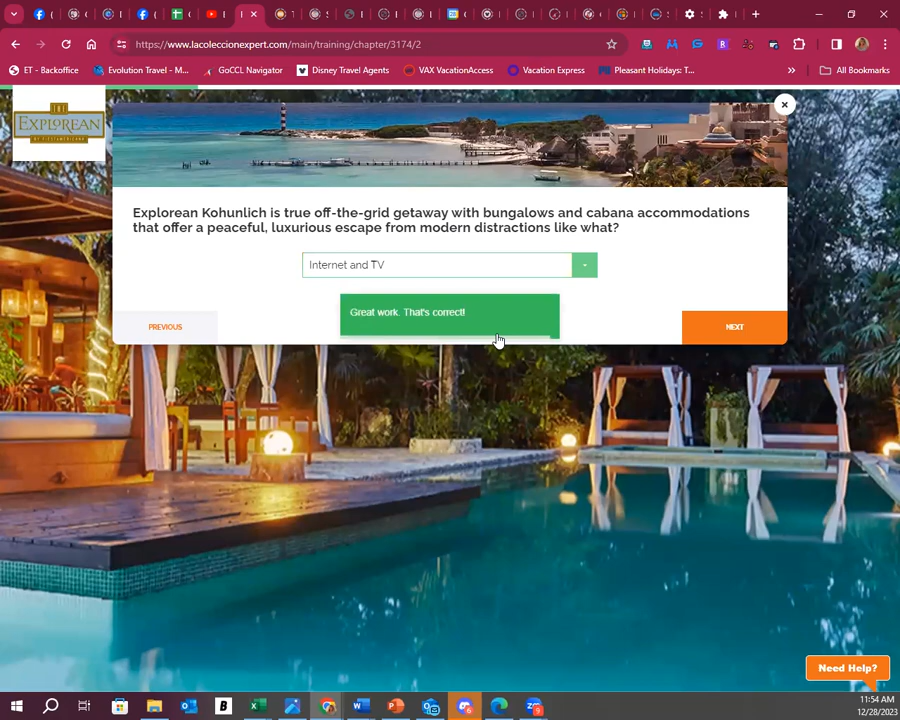 https://www.lacoleccionexpert.com/main/training/chapter/3174/2
ET - Backoffice
Evolution Travel - M...
GoCCL Navigator
Disney Travel Agents
VAX VacationAccess
Vacation Express
Pleasant Holidays: T...
»
All Bookmarks
THE
EXPLOREAN
Explorean Kohunlich is true off-the-grid getaway with bungalows and cabana accommodations
that offer a peaceful, luxurious escape from modern distractions like what?
Internet and TV
Great work. That's correct!
PREVIOUS
NEXT
Need Help?
11:54 AM
12/28/2023